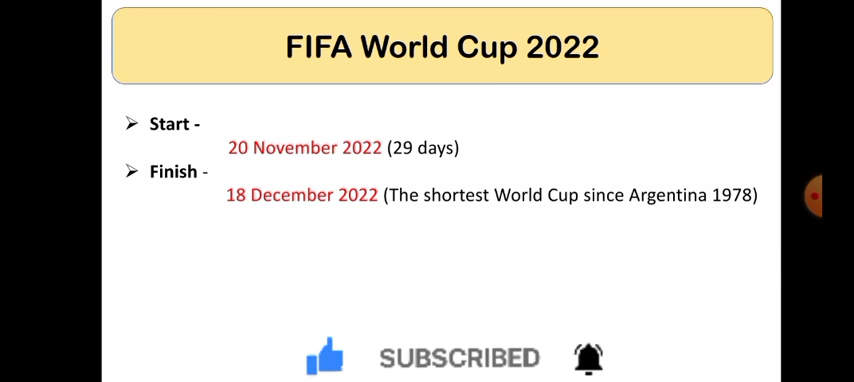 FIFA World Cup 2022
➢ Start -
20 November 2022 (29 days)
➢ Finish -
18 December 2022 (The shortest World Cup since Argentina 1978)
SUBSCRIBED